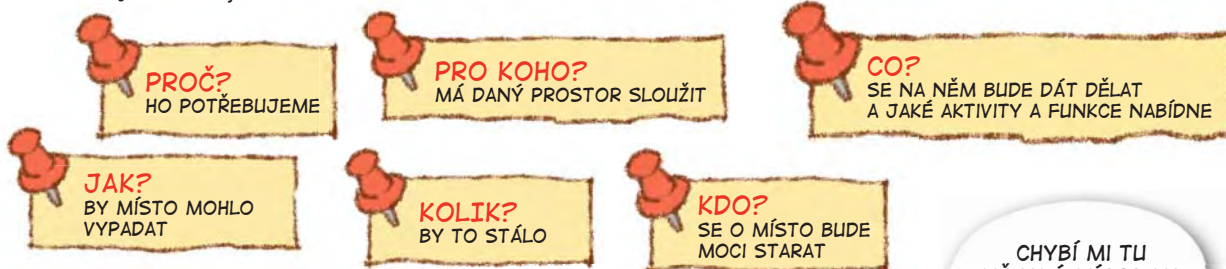 PROČ?
HO POTŘEBUJEME
PRO KOHO?
MÁ DANÝ PROSTOR SLOUŽIT
CO?
SE NA NĚM BUDE DÁT DĚLAT
A JAKÉ AKTIVITY A FUNKCE NABÍDNE
JAK?
BY MÍSTO MOHLO
VYPADAT
KOLIK?
BY TO STÁLO
KDO?
SE O MÍSTO BUDE
MOCI STARAT
CHYBÍ MI TU